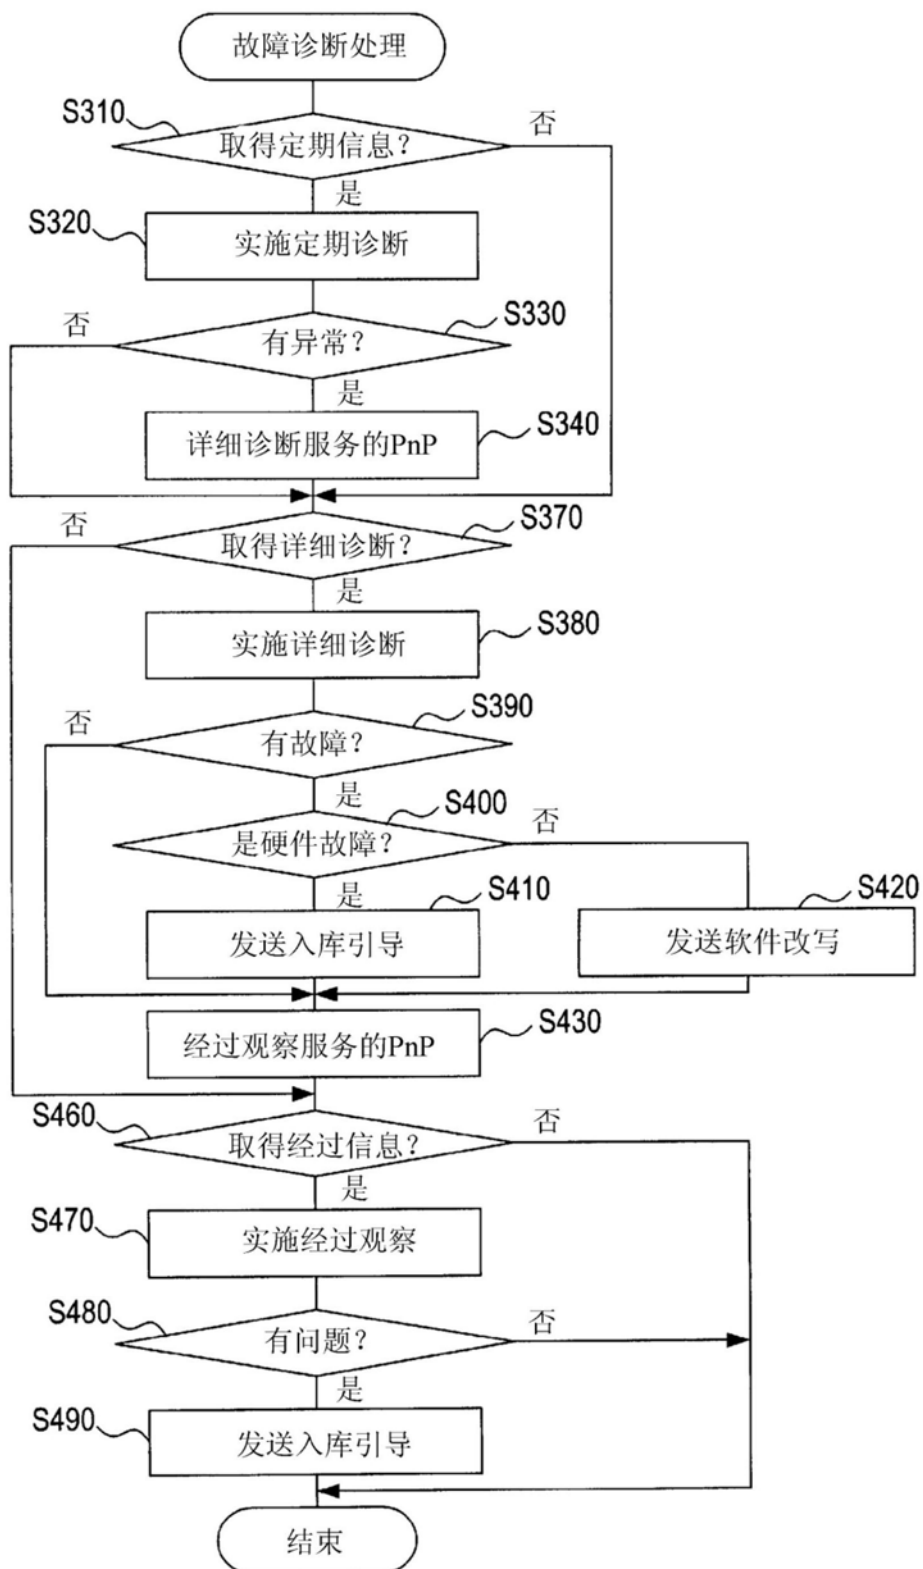 故障诊断处理
S310
取得定期信息?
否
是
S320
实施定期诊断
否
S330
有异常?
是
S340
详细诊断服务的PnP
否
S370
取得详细诊断?
是
S380
实施详细诊断
否
S390
有故障?
是
S400
是硬件故障?
否
是
S410
发送入库引导
S420
发送软件改写
S430
经过观察服务的PnP
S460
取得经过信息?
否
是
S470
实施经过观察
S480
有问题?
否
是
S490
发送入库引导
结束